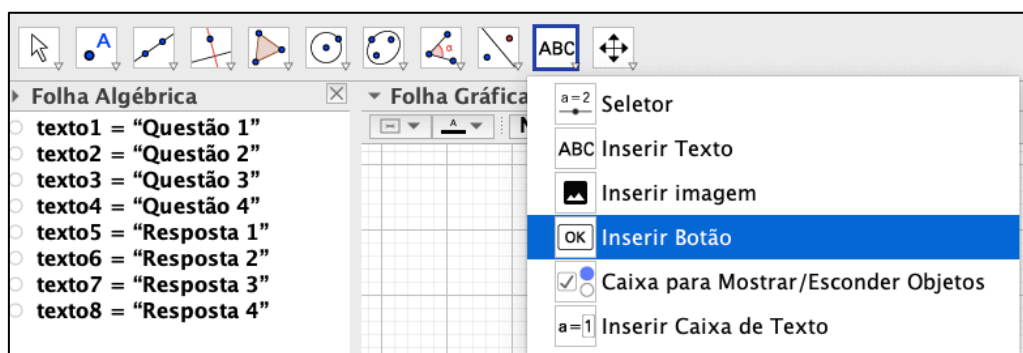 A
α
ABC
Folha Algébrica
Folha Gráfica
texto1 = “Questão 1”
texto2 = “Questão 2”
texto3 = “Questão 3”
texto4 = “Questão 4”
texto5 = “Resposta 1”
texto6 = “Resposta 2”
texto7 = “Resposta 3”
texto8 = “Resposta 4”
A
N
a=2 Seletor
ABC Inserir Texto
Inserir imagem
OK Inserir Botão
Caixa para Mostrar/Esconder Objetos
a=1 Inserir Caixa de Texto